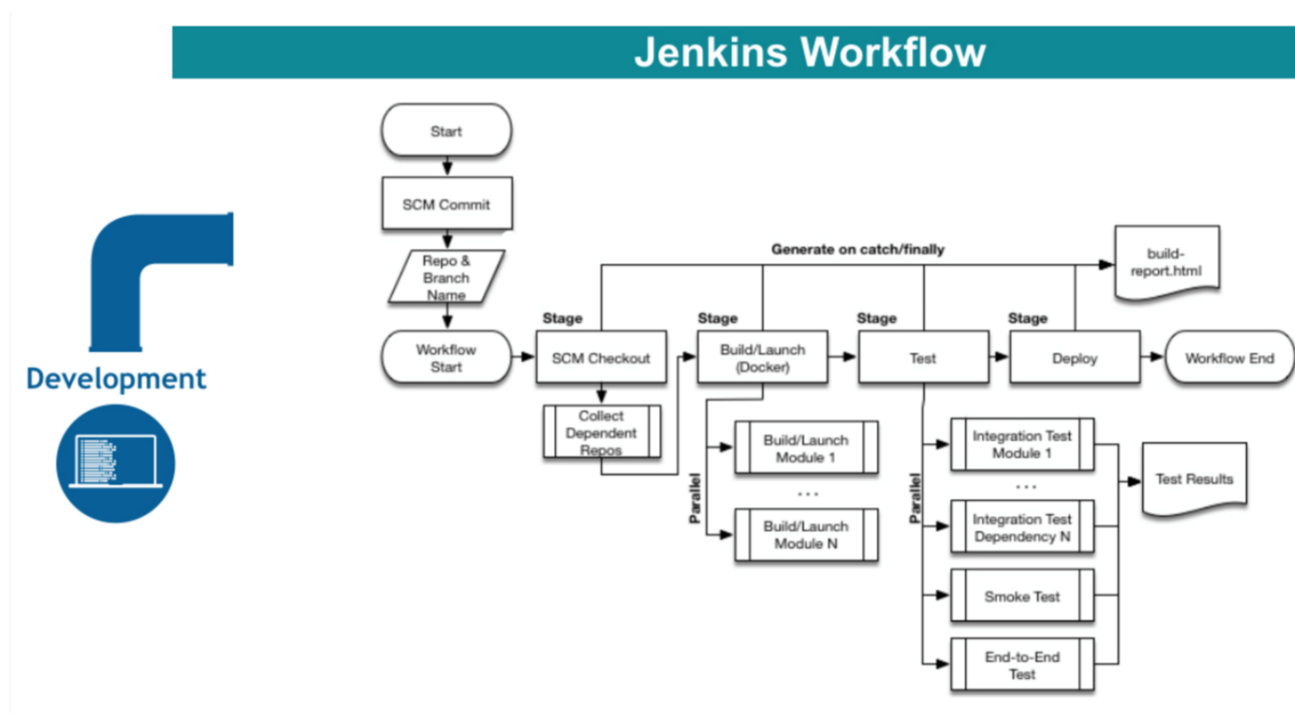 Jenkins Workflow
Start
SCM Commit
Repo &
Branch
Name
Workflow
Start
Development
Generate on catch/finally
build-
report.html
Stage
SCM Checkout
Collect
Dependent
Repos
Stage
Build/Launch
(Docker)
Parallel
Build/Launch
Module 1
...
Build/Launch
Module N
Stage
Test
Parallel
Integration Test
Module 1
...
Integration Test
Dependency N
Smoke Test
End-to-End
Test
Test Results
Stage
Deploy
Workflow End